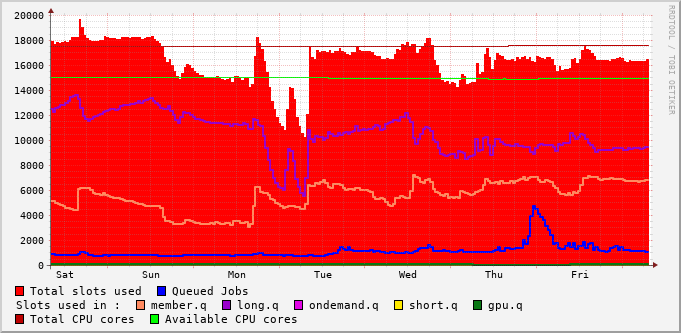 RRDTOOL / TOBI OETIKER
20000
18000
16000
14000
12000
10000
8000
6000
4000
2000
0
Sat Sun Mon Tue Wed Thu Fri
Total slots used Queued Jobs
Slots used in : member.q long.q ondemand.q short.q gpu.q
Total CPU cores Available CPU cores